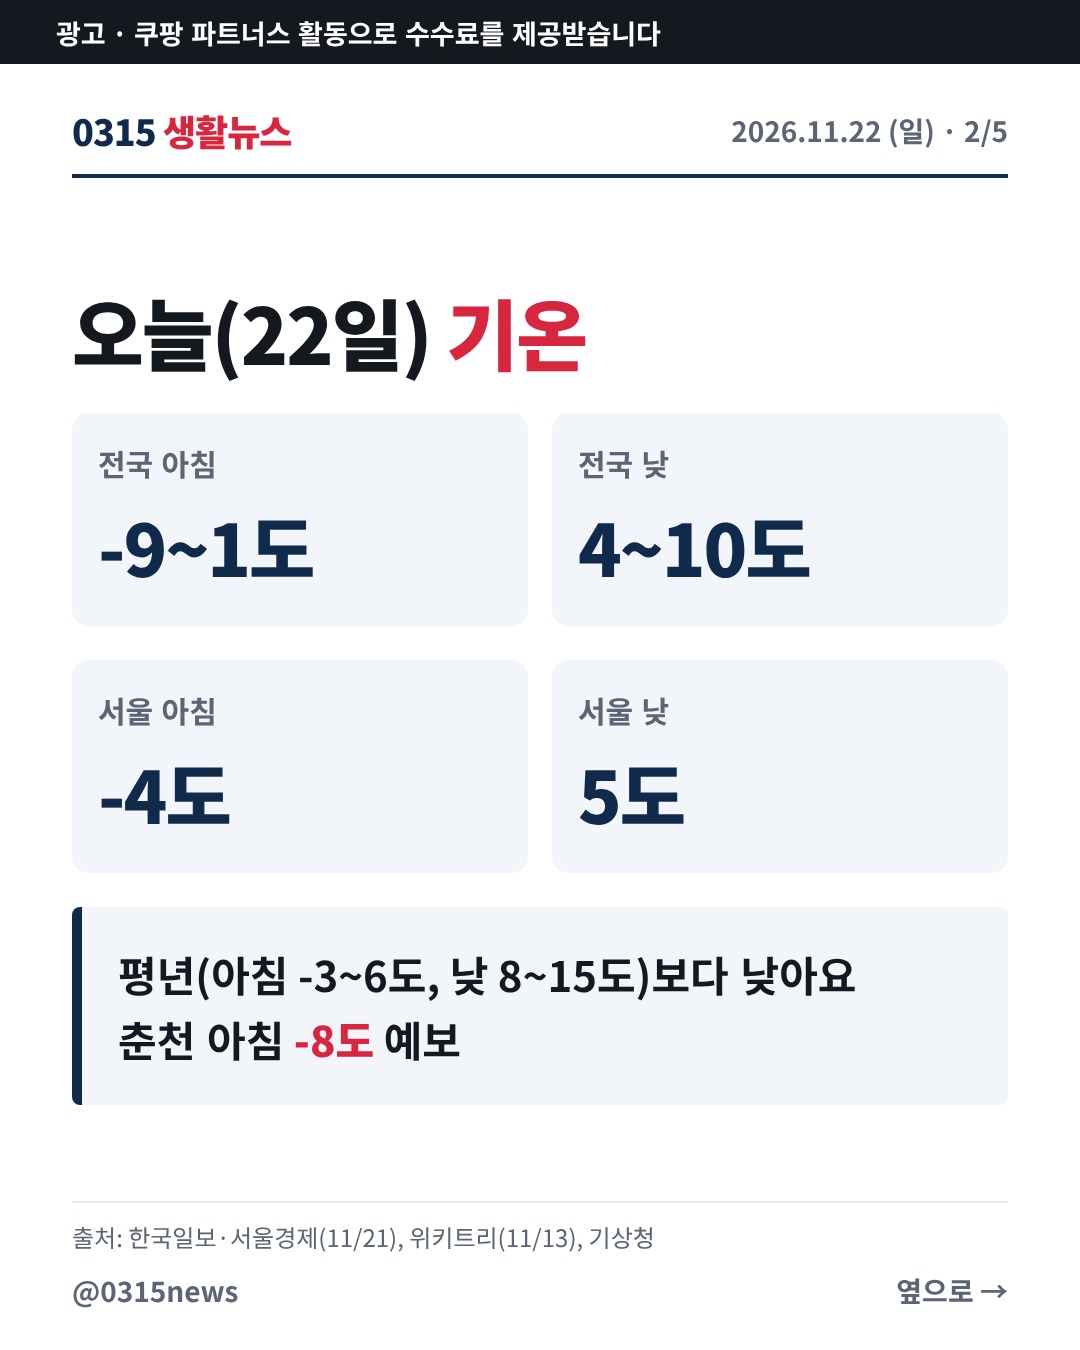 광고 · 쿠팡 파트너스 활동으로 수수료를 제공받습니다
0315 생활뉴스
2026.11.22 (일) · 2/5
오늘(22일) 기온
전국 아침
-9~1도
전국 낮
4~10도
서울 아침
-4도
서울 낮
5도
평년(아침 -3~6도, 낮 8~15도)보다 낮아요
춘천 아침 -8도 예보
출처: 한국일보·서울경제(11/21), 위키트리(11/13), 기상청
@0315news
옆으로 →